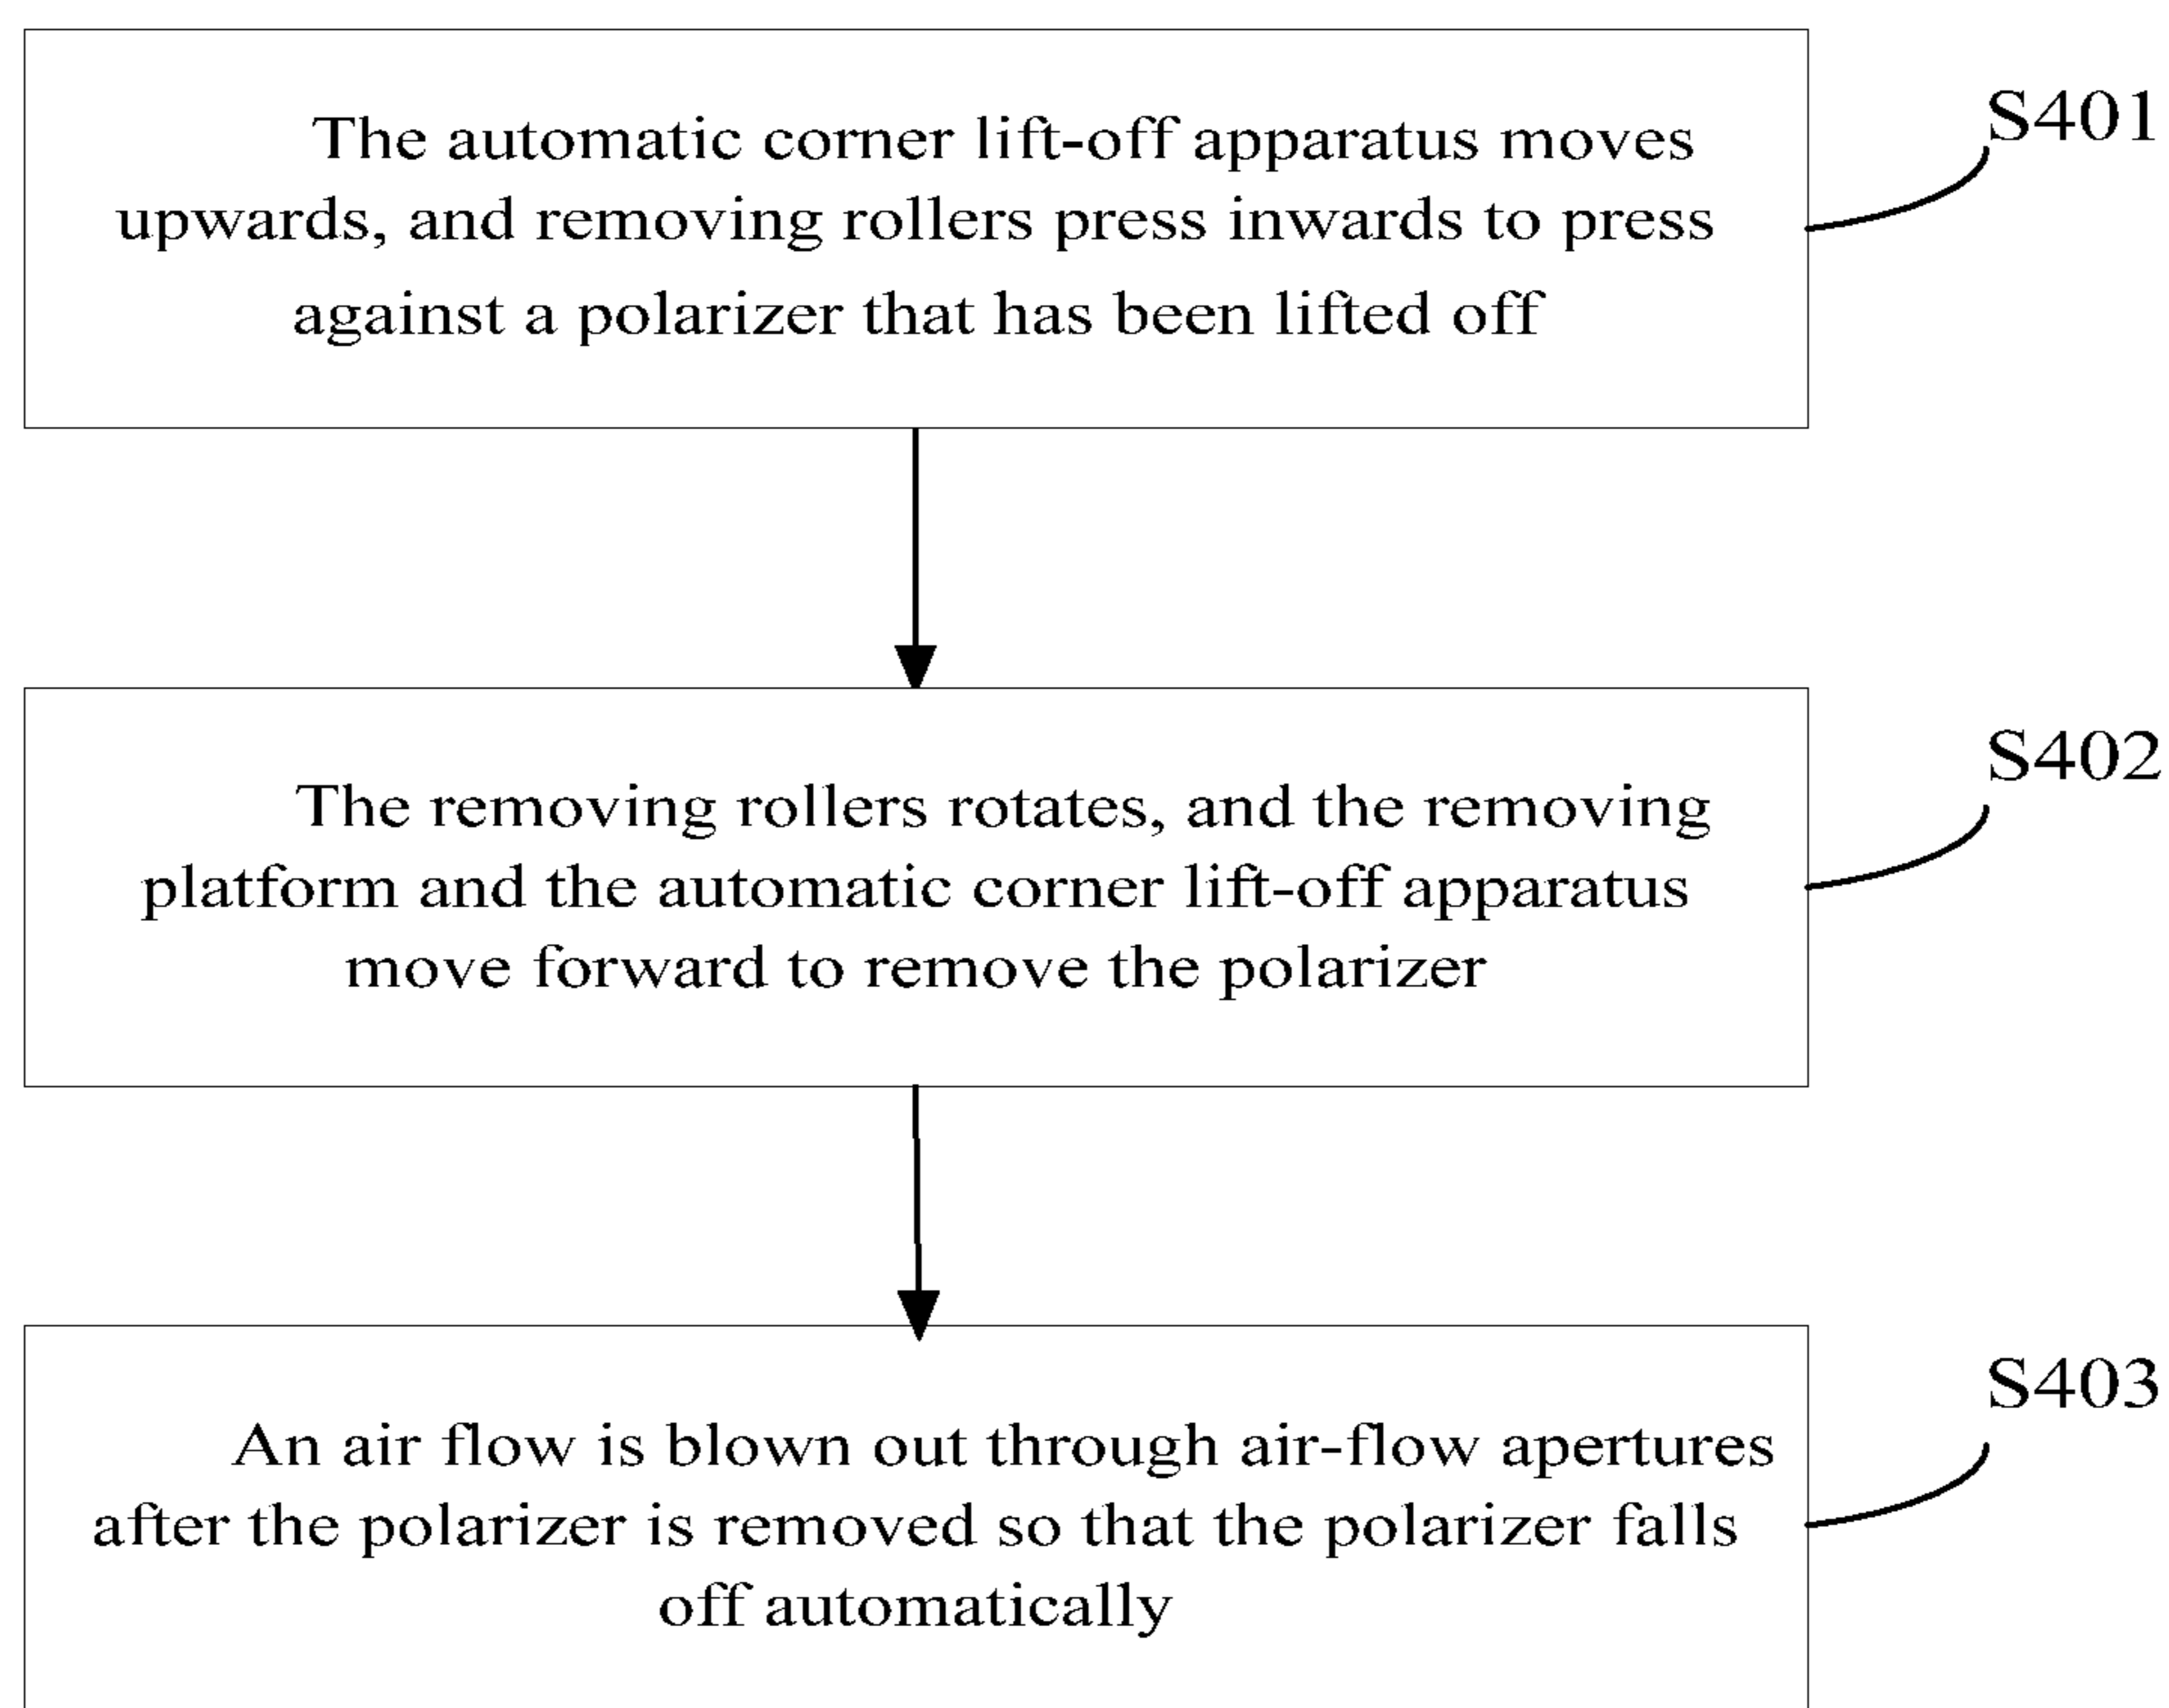 The automatic corner lift-off apparatus moves
upwards, and removing rollers press inwards to press
against a polarizer that has been lifted off
S401
The removing rollers rotates, and the removing
platform and the automatic corner lift-off apparatus
move forward to remove the polarizer
S402
An air flow is blown out through air-flow apertures
after the polarizer is removed so that the polarizer falls
off automatically
S403